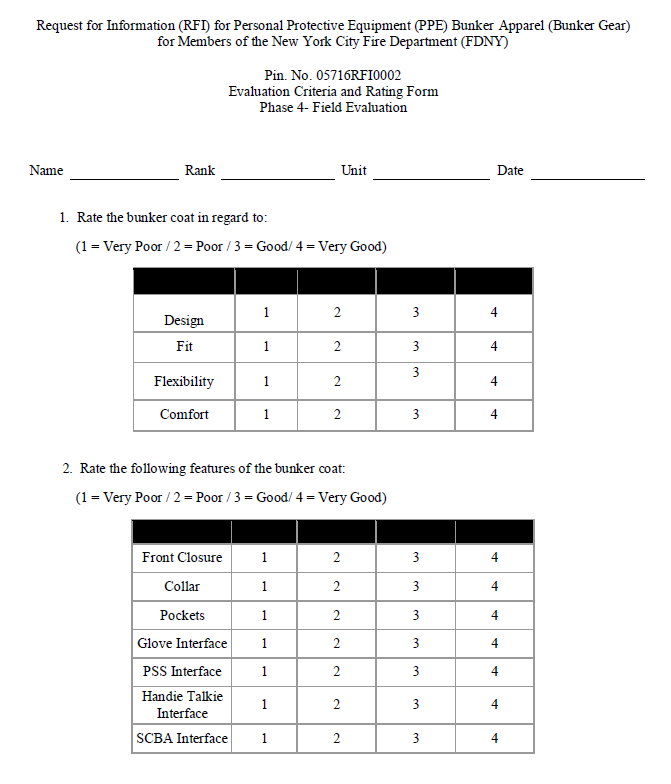 Request for Information (RFI) for Personal Protective Equipment (PPE) Bunker Apparel (Bunker Gear)
for Members of the New York City Fire Department (FDNY)
Pin. No. 05716RFI0002
Evaluation Criteria and Rating Form
Phase 4- Field Evaluation
Name Rank Unit Date
1. Rate the bunker coat in regard to:
(1 = Very Poor / 2 = Poor / 3 = Good/ 4 = Very Good)
Design 1 2 3 4
Fit 1 2 3 4
Flexibility 1 2 3 4
Comfort 1 2 3 4
2. Rate the following features of the bunker coat:
(1 = Very Poor / 2 = Poor / 3 = Good/ 4 = Very Good)
Front Closure 1 2 3 4
Collar 1 2 3 4
Pockets 1 2 3 4
Glove Interface 1 2 3 4
PSS Interface 1 2 3 4
Handie Talkie
Interface 1 2 3 4
SCBA Interface 1 2 3 4